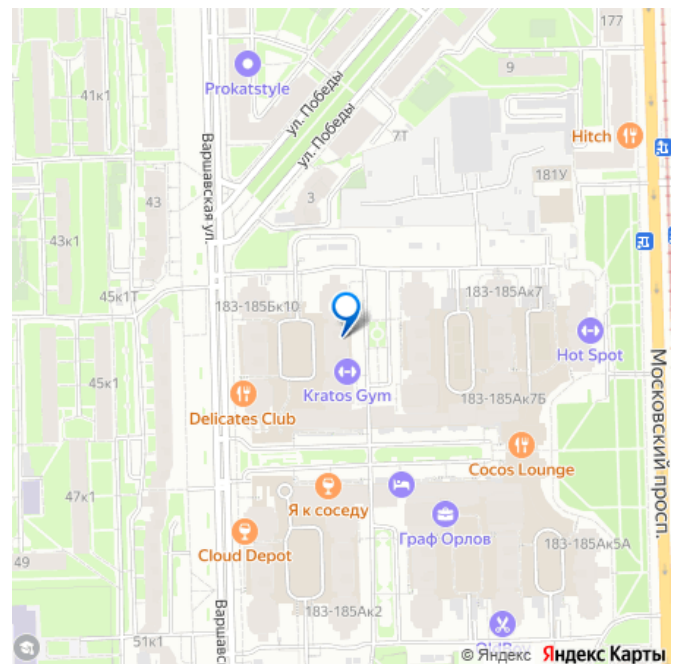 177
41к1
Prokatstyle
ул. Победы
9
ул. Победы
7Т
Hitch
Варшавская ул.
181У
43
3
43к1
45к1Т
183-185Бк10
183-185Ак7
Hot Spot
45к1
Kratos Gym
183-185Ак7Б
Московский просп.
Delicates Club
Cocos Lounge
47к1
Я к соседу
Граф Орлов
Cloud Depot
183-185Ак5А
49
183-185Ак2
Варшавс
51к1
© Яндекс Яндекс Карты